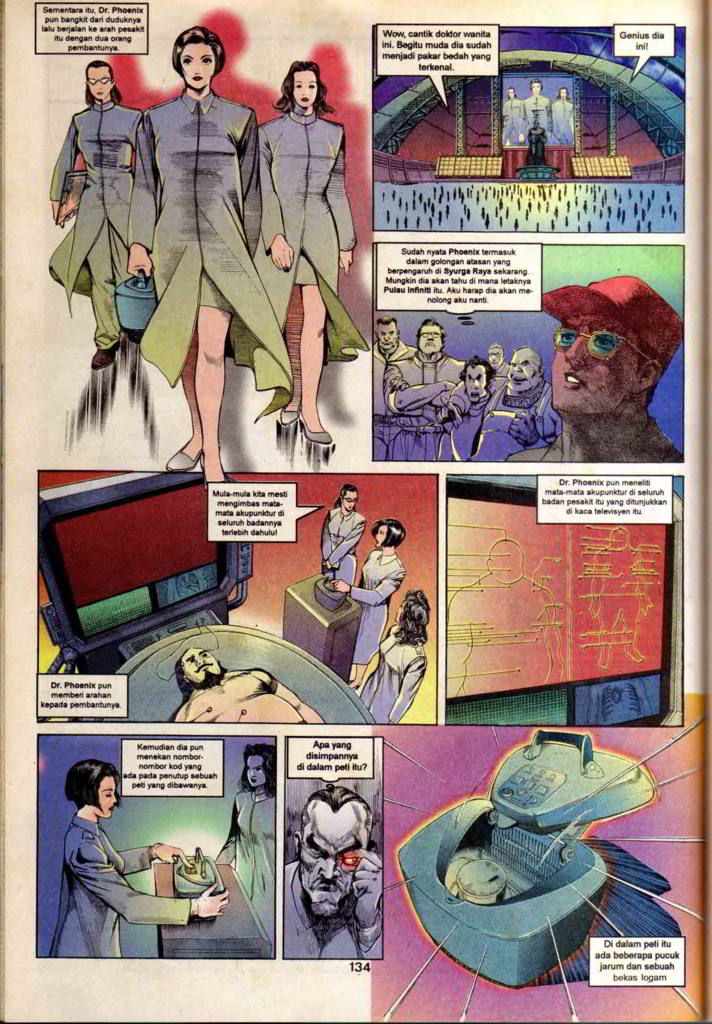 Sementara itu, Dr. Phoenix
pun bangkit dari duduknya
lalu berjalan ke arah pesakit
itu dengan dua orang
pembantunya.
Wow, cantik doktor wanita
ini. Begitu muda dia sudah
menjadi pakar bedah yang
terkenal.
Genius dia
ini!
Sudah nyata Phoenix termasuk
dalam golongan atasan yang
berpengaruh di Syurga Raya sekarang.
Mungkin dia akan tahu di mana letaknya
Pulau Infiniti itu. Aku harap dia akan me-
nolong aku nanti.
Mula-mula kita mesti
mengimbas mata-
mata akupunktur di
seluruh badannya
terlebih dahulu!
Dr. Phoenix pun
memberi arahan
kepada pembantunya.
Dr. Phoenix pun meneliti
mata-mata akupunktur di seluruh
badan pesakit itu yang ditunjukkan
di kaca televisyen itu.
Kemudian dia pun
menekan nombor-
nombor kod yang
ada pada penutup sebuah
peti yang dibawanya.
Apa yang
disimpannya
di dalam peti itu?
Di dalam peti itu
ada beberapa pucuk
jarum dan sebuah
bekas logam
134